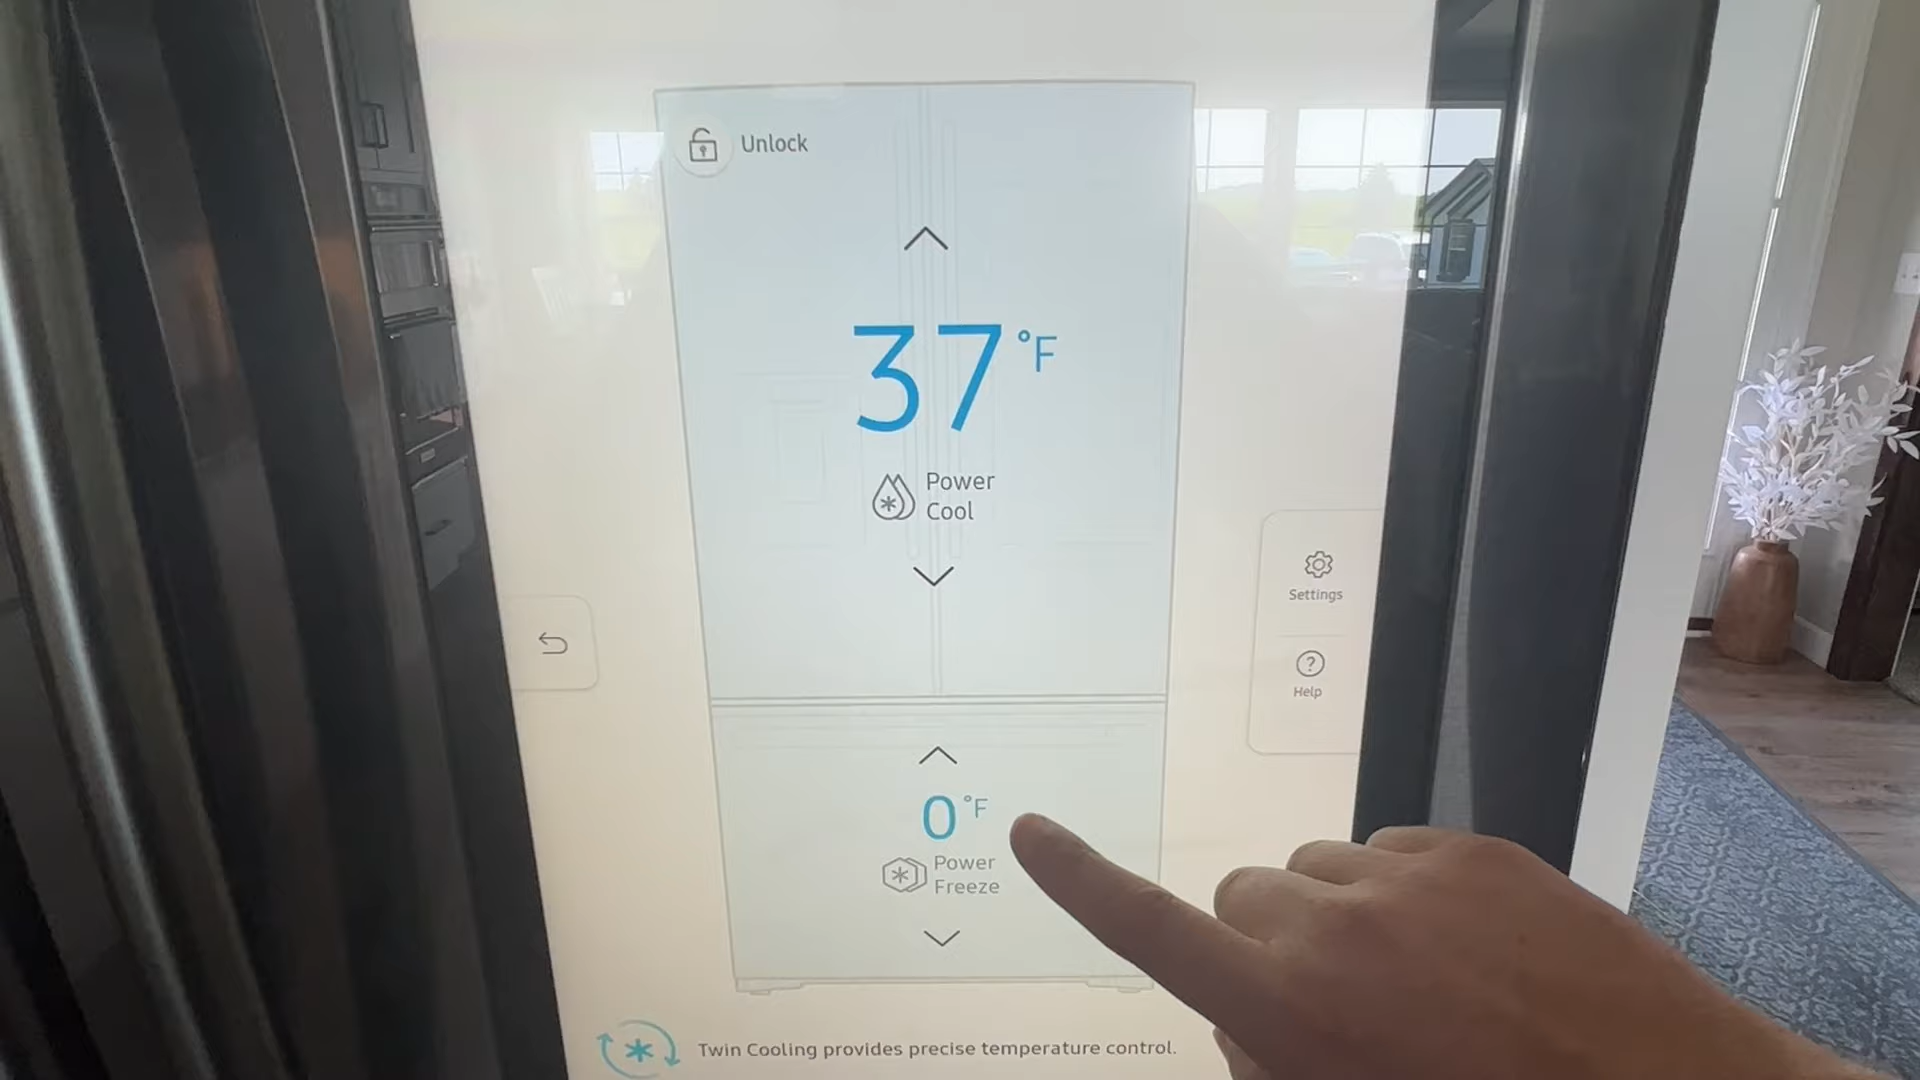 Unlock
37 °F
Power
Cool
Settings
?
Help
0 °F
Power
Freeze
Twin Cooling provides precise temperature control.